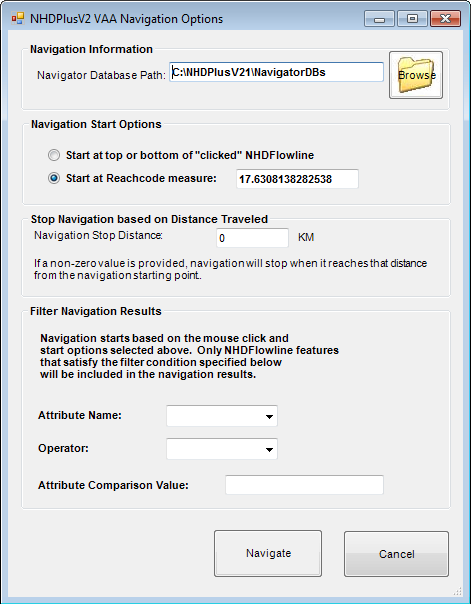 NHDPlusV2 VAA Navigation Options
Navigation Information
Navigator Database Path: C:\NHDPlusV21\NavigatorDBs
Browse
Navigation Start Options
Start at top or bottom of "clicked" NHDFlowline
Start at Reachcode measure: 17.6308138282538
Stop Navigation based on Distance Traveled
Navigation Stop Distance: 0 KM
If a non-zero value is provided, navigation will stop when it reaches that distance
from the navigation starting point..
Filter Navigation Results
Navigation starts based on the mouse click and
start options selected above. Only NHDFlowline features
that satisfy the filter condition specified below
will be included in the navigation results.
Attribute Name:
Operator:
Attribute Comparison Value:
Navigate
Cancel